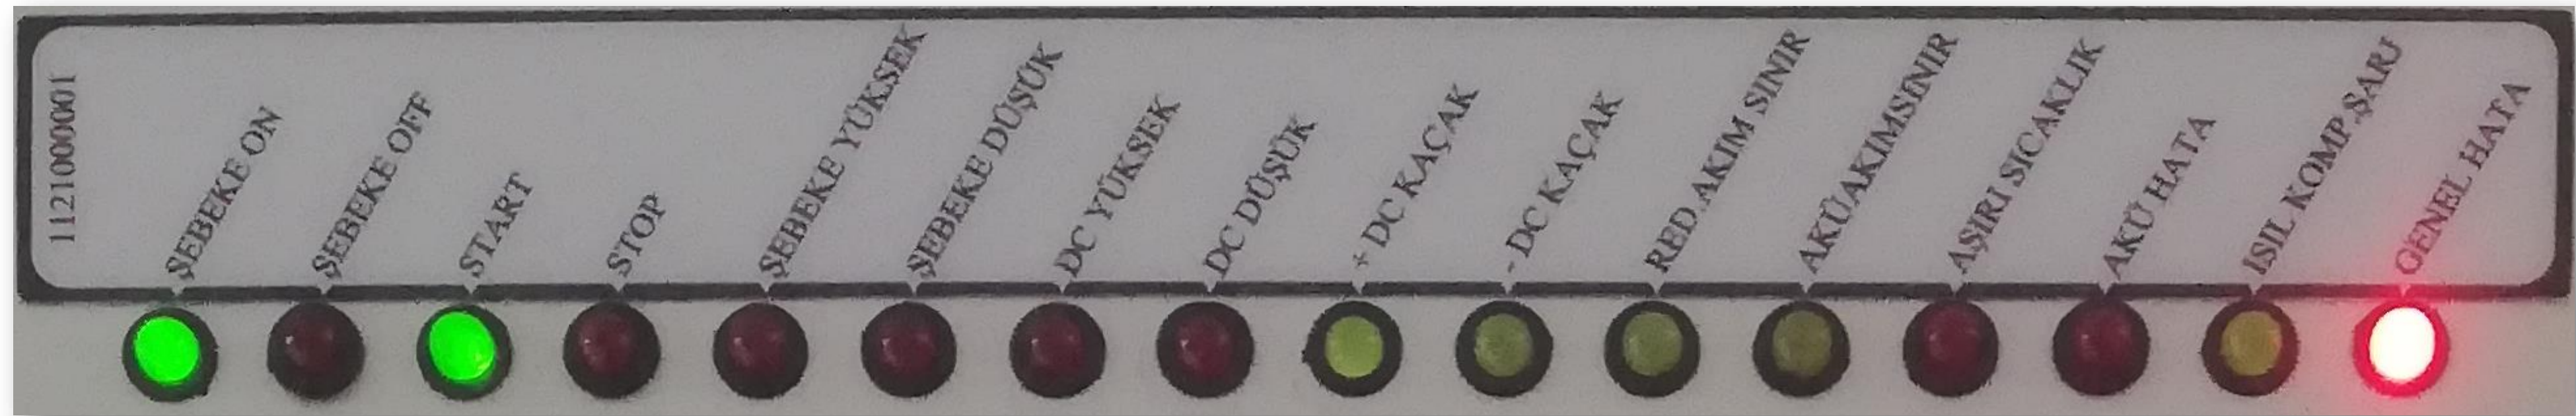 1121000001
ŞEBEKE ON
ŞEBEKE OFF
START
STOP
ŞEBEKE YÜKSEK
ŞEBEKE DÜŞÜK
DC YÜKSEK
DC DÜŞÜK
+ DC KAÇAK
- DC KAÇAK
RED.AKIM SINIR
AKÜAKIMSINIR
AŞIRI SICAKLIK
AKÜ HATA
ISIL KOMP.ŞARJ
GENEL HATA